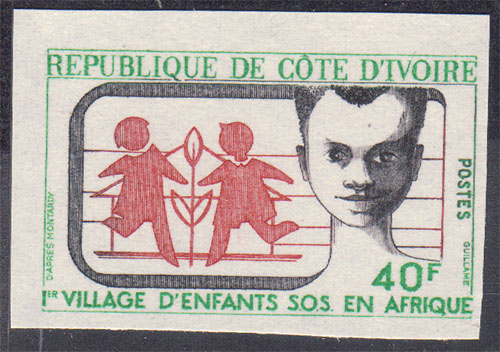 REPUBLIQUE DE CÔTE D'IVOIRE
POSTES
D'APRÈS MONTARDY
GUILLAME
40F
1ER VILLAGE D'ENFANTS S.O.S. EN AFRIQUE